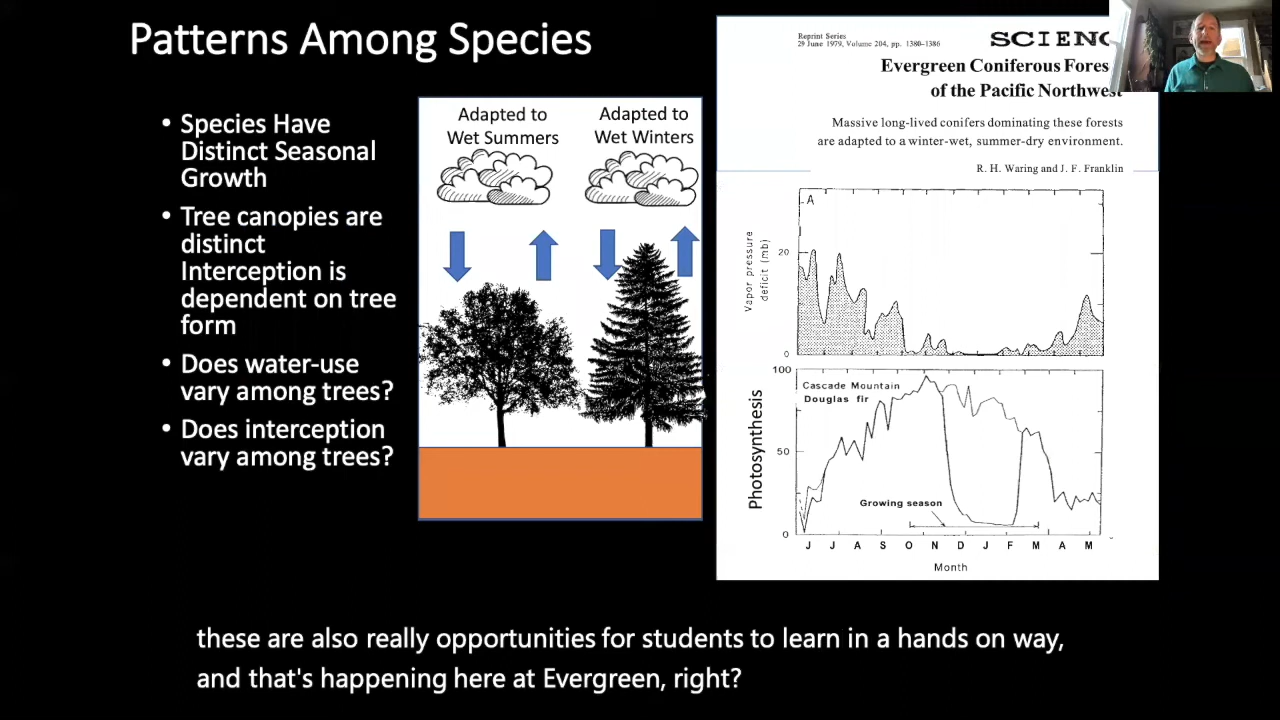 Patterns Among Species
• Species Have
Distinct Seasonal
Growth
• Tree canopies are
distinct
Interception is
dependent on tree
form
• Does water-use
vary among trees?
• Does interception
vary among trees?
Adapted to
Wet Summers
Adapted to
Wet Winters
Reprint Series
29 June 1979, Volume 204, pp. 1380-1386
SCIENC
Evergreen Coniferous Fores
of the Pacific Northwest
Massive long-lived conifers dominating these forests
are adapted to a winter-wet, summer-dry environment.
R. H. Waring and J. F. Franklin
A
Vapor pressure
deficit (mb)
20
0
100
Cascade Mountain
Douglas fir
Photosynthesis
50
Growing season
0
J J A S O N D J F M A M
Month
these are also really opportunities for students to learn in a hands on way,
and that's happening here at Evergreen, right?